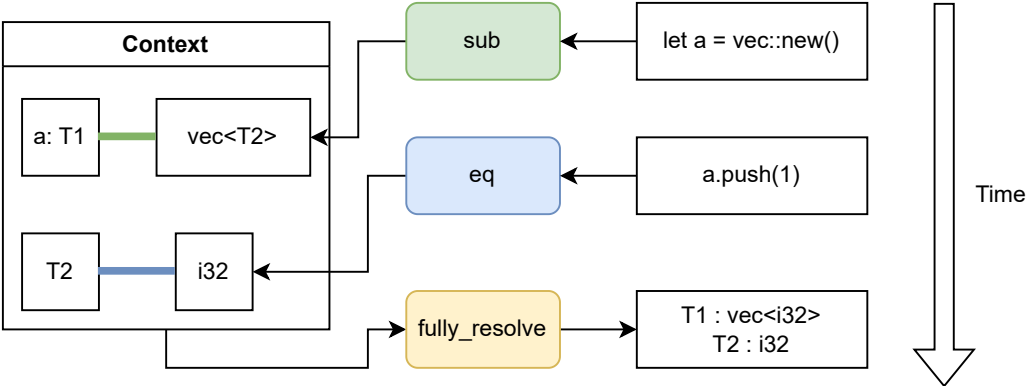 Context
sub
let a = vec::new()
a: T1
vec<T2>
eq
a.push(1)
Time
T2
i32
fully_resolve
T1 : vec<i32>
T2 : i32